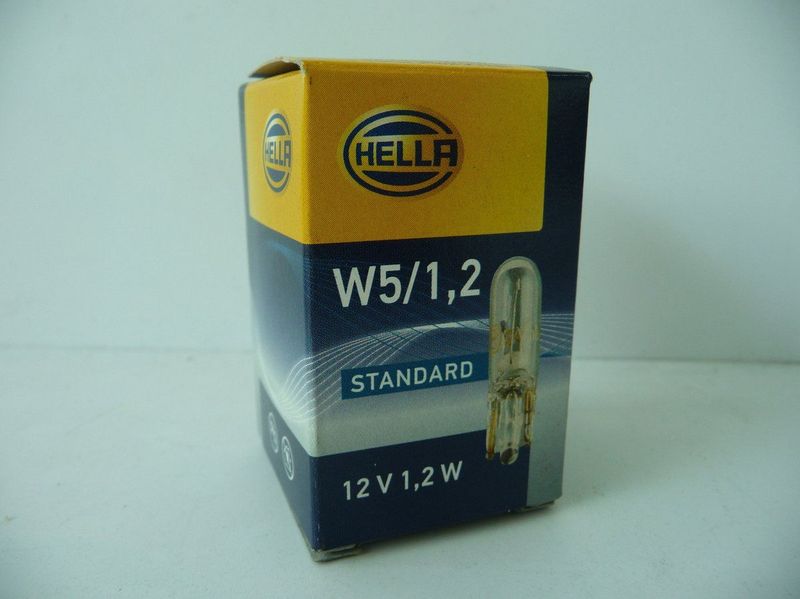 HELLA
HELLA
W5/1,2
STANDARD
12 V 1,2 W